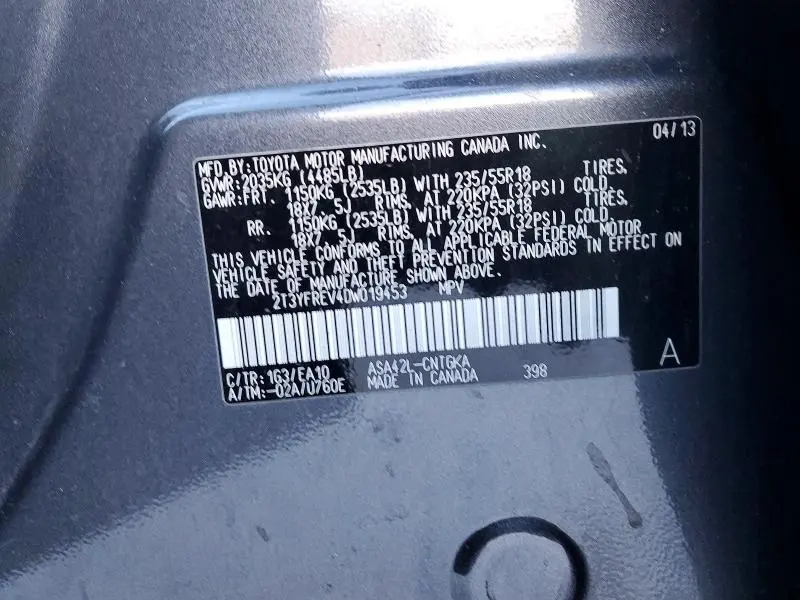 04/13
MFD.BY:TOYOTA MOTOR MANUFACTURING CANADA INC.
GVWR:2035KG (4485LB)
GAWR:FRT. 1150KG (2535LB) WITH 235/55R18 TIRES.
18X7.5J RIMS, AT 220KPA (32PSI) COLD.
RR. 1150KG (2535LB) WITH 235/55R18 TIRES.
18X7.5J RIMS, AT 220KPA (32PSI) COLD.
THIS VEHICLE CONFORMS TO ALL APPLICABLE FEDERAL MOTOR
VEHICLE SAFETY AND THEFT PREVENTION STANDARDS IN EFFECT ON
THE DATE OF MANUFACTURE SHOWN ABOVE.
2T3YFREV4DW019453 MPV
C/TR:1G3/EA10 ASA42L-CNTGKA
A/TM:-02A/U760E MADE IN CANADA 398
A